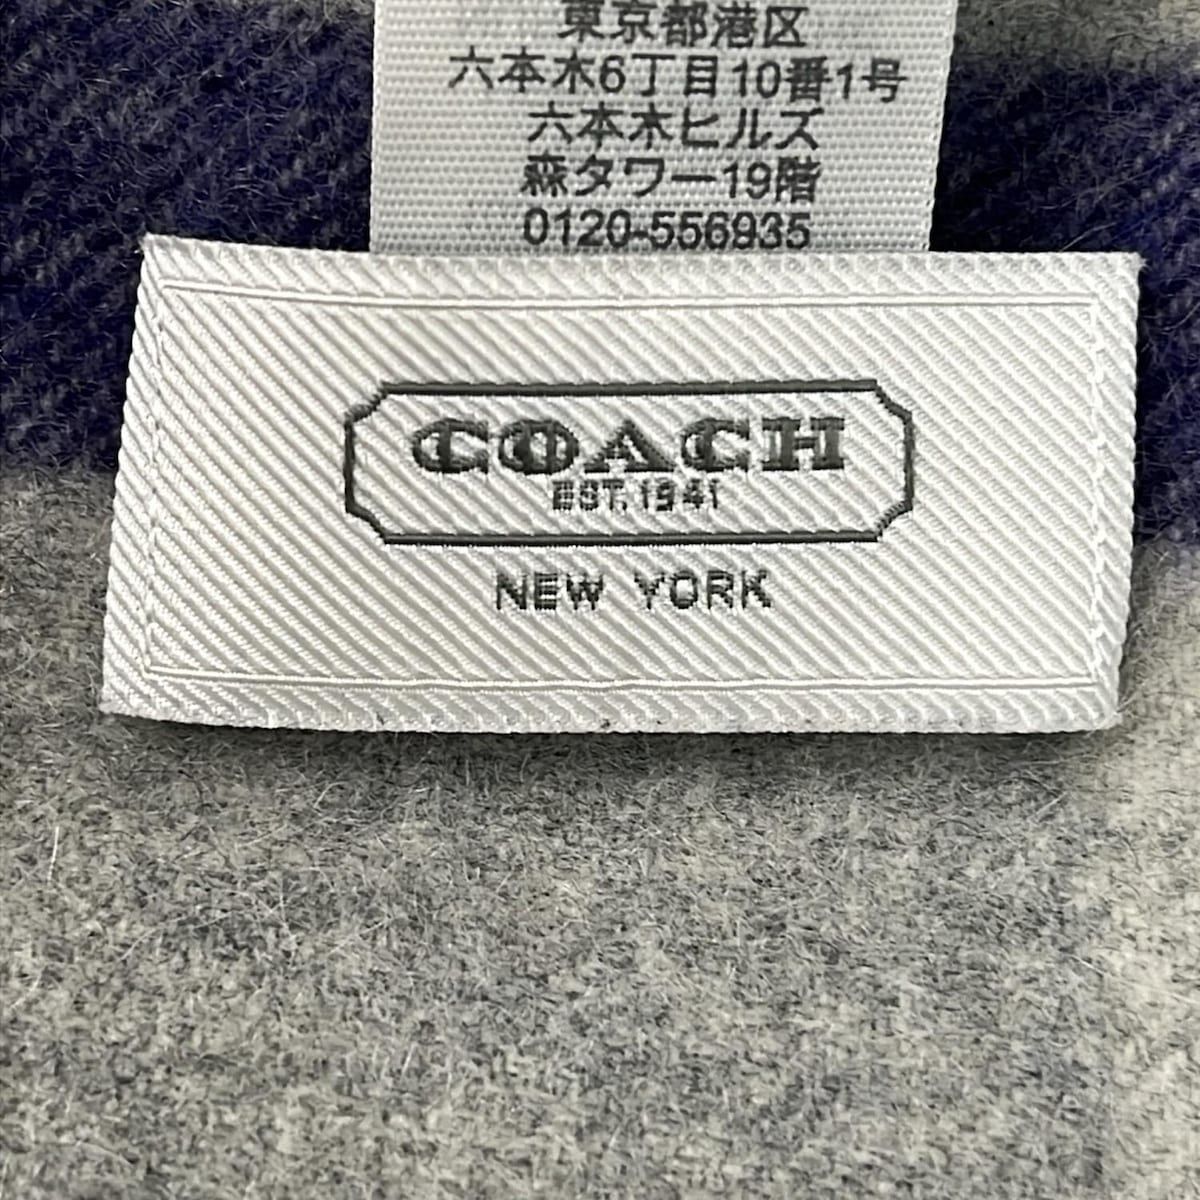 東京都港区
六本木6丁目10番1号
六本木ヒルズ
森タワー19階
0120-556935
COACH
EST. 1941
NEW YORK